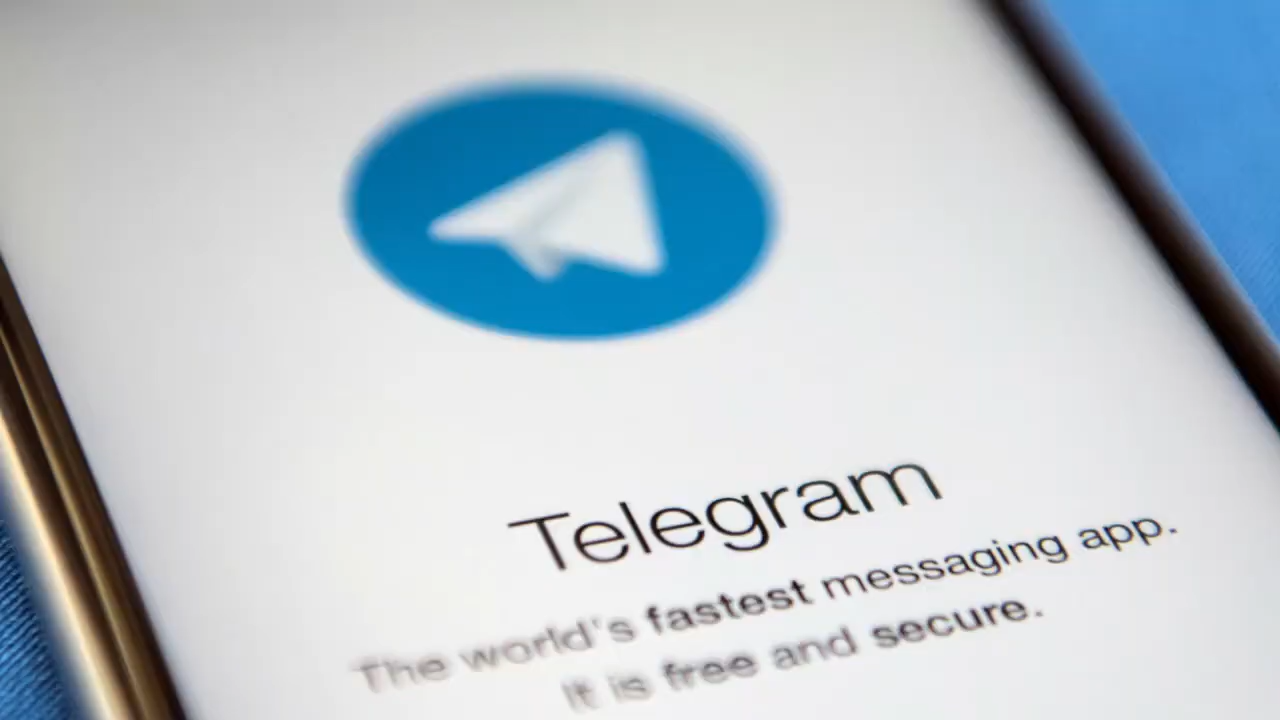 Telegram
The world's fastest messaging app.
It is free and secure.